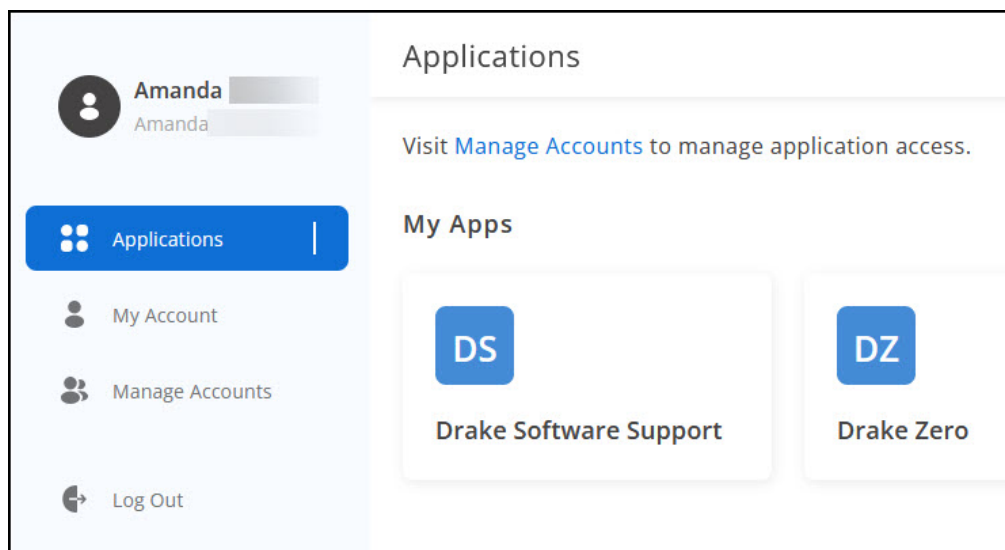 Amanda
Amanda
Applications
My Account
Manage Accounts
Log Out
Applications
Visit Manage Accounts to manage application access.
My Apps
DS
Drake Software Support
DZ
Drake Zero